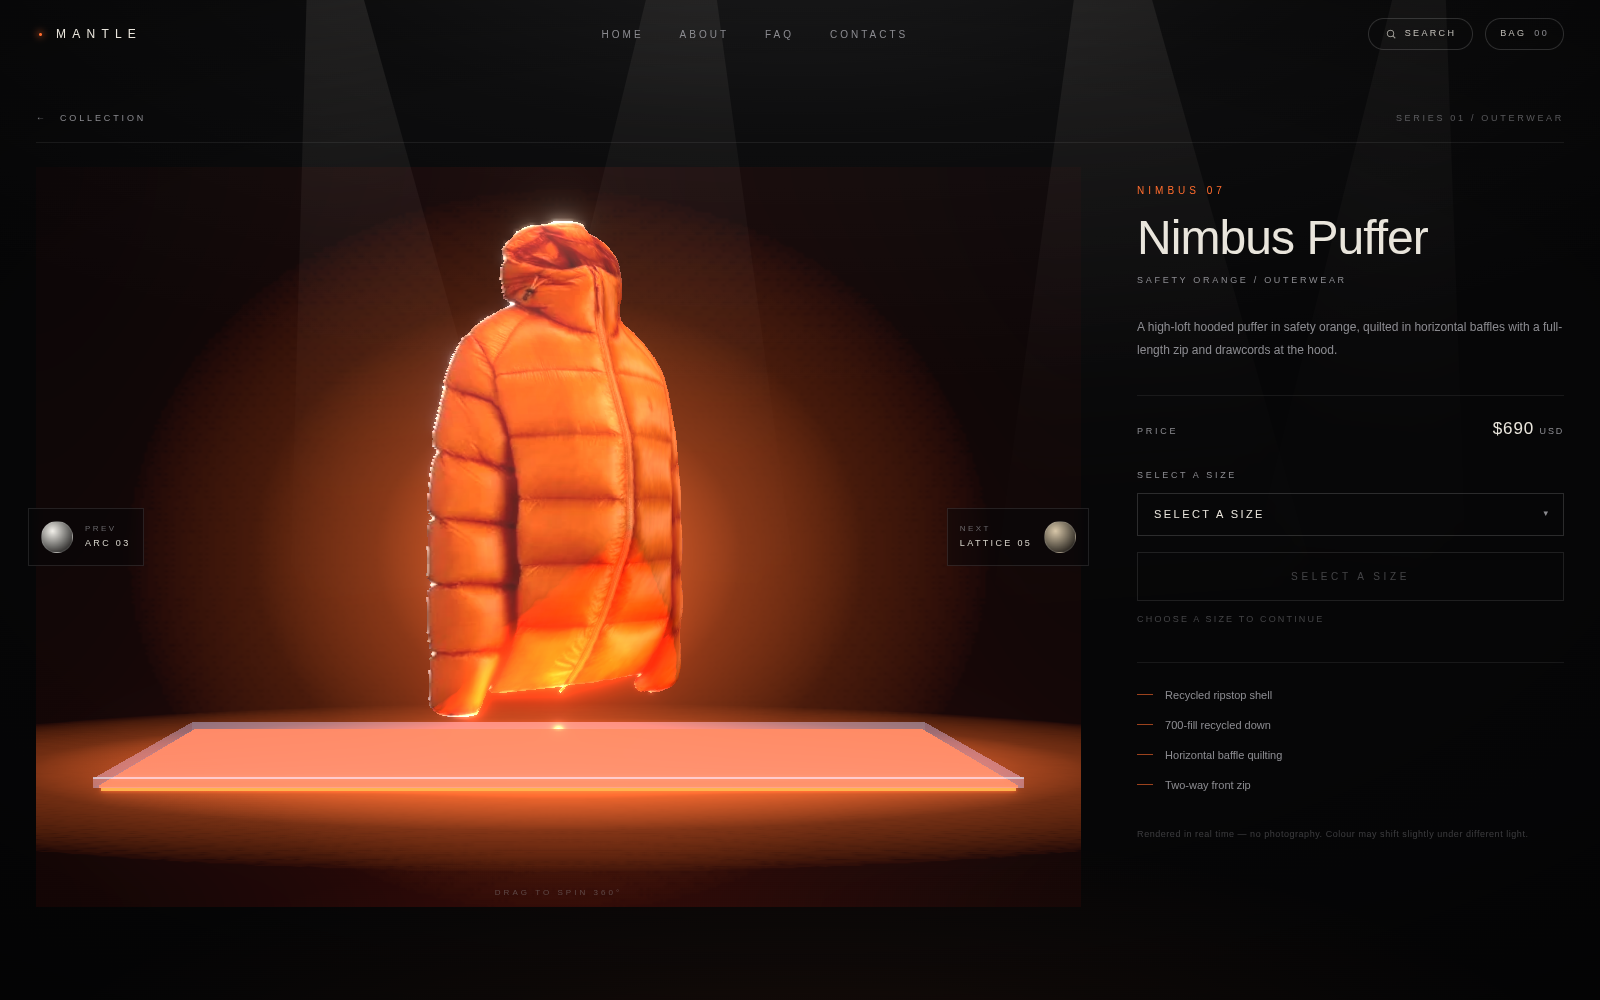 MANTLE
HOME ABOUT FAQ CONTACTS
SEARCH
BAG 00
← COLLECTION
SERIES 01 / OUTERWEAR
PREV
ARC 03
NEXT
LATTICE 05
DRAG TO SPIN 360°
NIMBUS 07
Nimbus Puffer
SAFETY ORANGE / OUTERWEAR
A high-loft hooded puffer in safety orange, quilted in horizontal baffles with a full-
length zip and drawcords at the hood.
PRICE
$690 USD
SELECT A SIZE
SELECT A SIZE
SELECT A SIZE
CHOOSE A SIZE TO CONTINUE
Recycled ripstop shell
700-fill recycled down
Horizontal baffle quilting
Two-way front zip
Rendered in real time — no photography. Colour may shift slightly under different light.